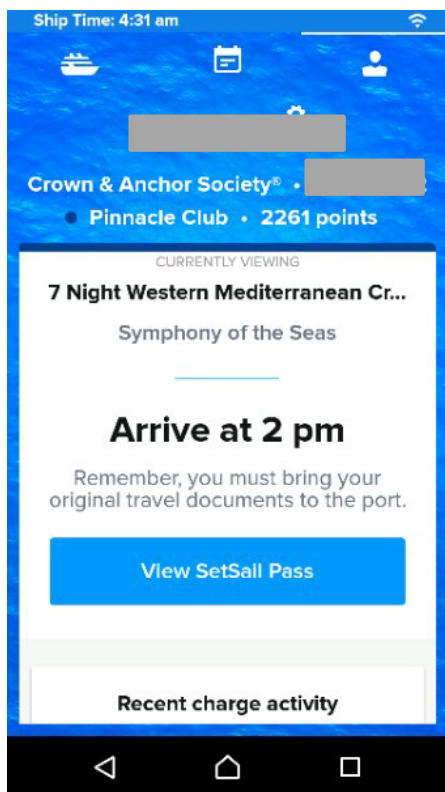 Ship Time: 4:31 am
Crown & Anchor Society® •
Pinnacle Club • 2261 points
CURRENTLY VIEWING
7 Night Western Mediterranean Cr...
Symphony of the Seas
Arrive at 2 pm
Remember, you must bring your
original travel documents to the port.
View SetSail Pass
Recent charge activity